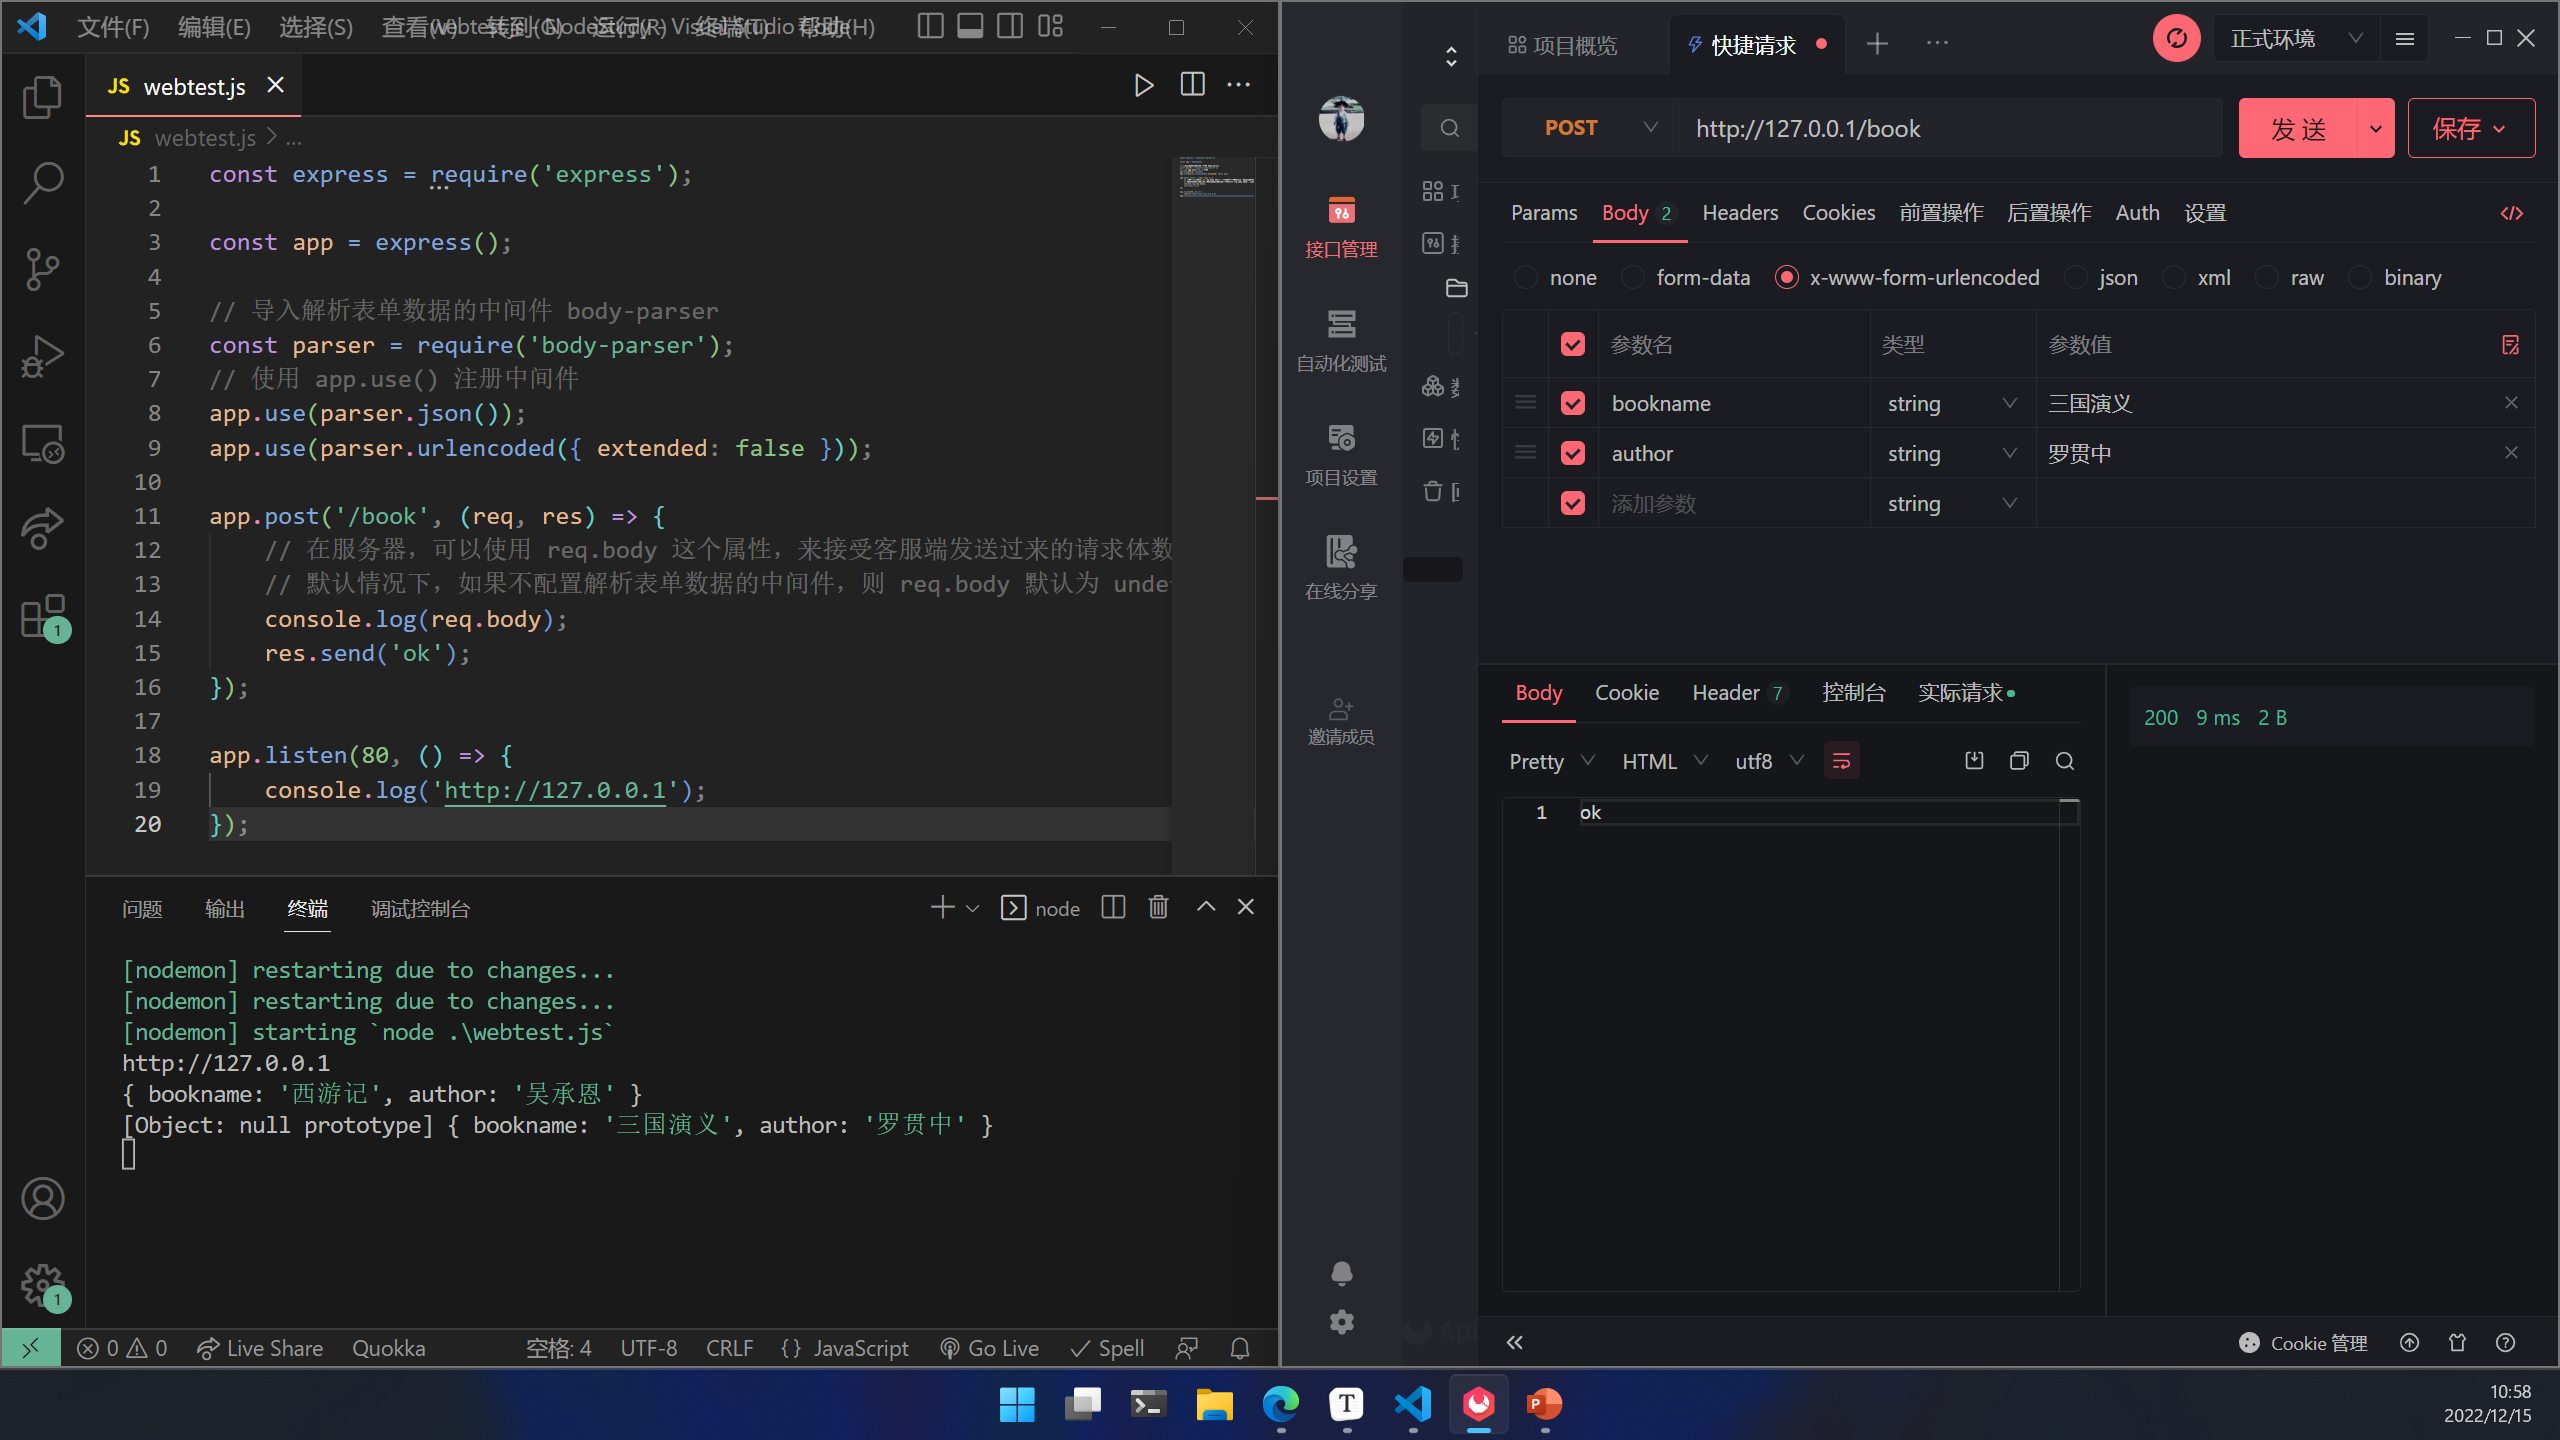 文件(F) 编辑(E) 选择(S) 查看(V) 转到(G) 运行(R) 终端(T) 帮助(H)
JS webtest.js
JS webtest.js > ...
1 const express = require('express');
2
3 const app = express();
4
5 // 导入解析表单数据的中间件 body-parser
6 const parser = require('body-parser');
7 // 使用 app.use() 注册中间件
8 app.use(parser.json());
9 app.use(parser.urlencoded({ extended: false }));
10
11 app.post('/book', (req, res) => {
12 // 在服务器，可以使用 req.body 这个属性，来接受客服端发送过来的请求体数
13 // 默认情况下，如果不配置解析表单数据的中间件，则 req.body 默认为 unde
14 console.log(req.body);
15 res.send('ok');
16 });
17
18 app.listen(80, () => {
19 console.log('http://127.0.0.1');
20 });
问题 输出 终端 调试控制台 node
[nodemon] restarting due to changes...
[nodemon] restarting due to changes...
[nodemon] starting `node .\webtest.js`
http://127.0.0.1
{ bookname: '西游记', author: '吴承恩' }
[Object: null prototype] { bookname: '三国演义', author: '罗贯中' }
1
1
0 0 Live Share Quokka 空格: 4 UTF-8 CRLF {} JavaScript Go Live Spell
接口管理
自动化测试
项目设置
在线分享
邀请成员
项目概览 快捷请求 正式环境
POST http://127.0.0.1/book 发 送 保存
Params Body 2 Headers Cookies 前置操作 后置操作 Auth 设置
none form-data x-www-form-urlencoded json xml raw binary
参数名 类型 参数值
bookname string 三国演义
author string 罗贯中
添加参数 string
Body Cookie Header 7 控制台 实际请求
200 9 ms 2 B
Pretty HTML utf8
1 ok
Cookie 管理
10:58
2022/12/15